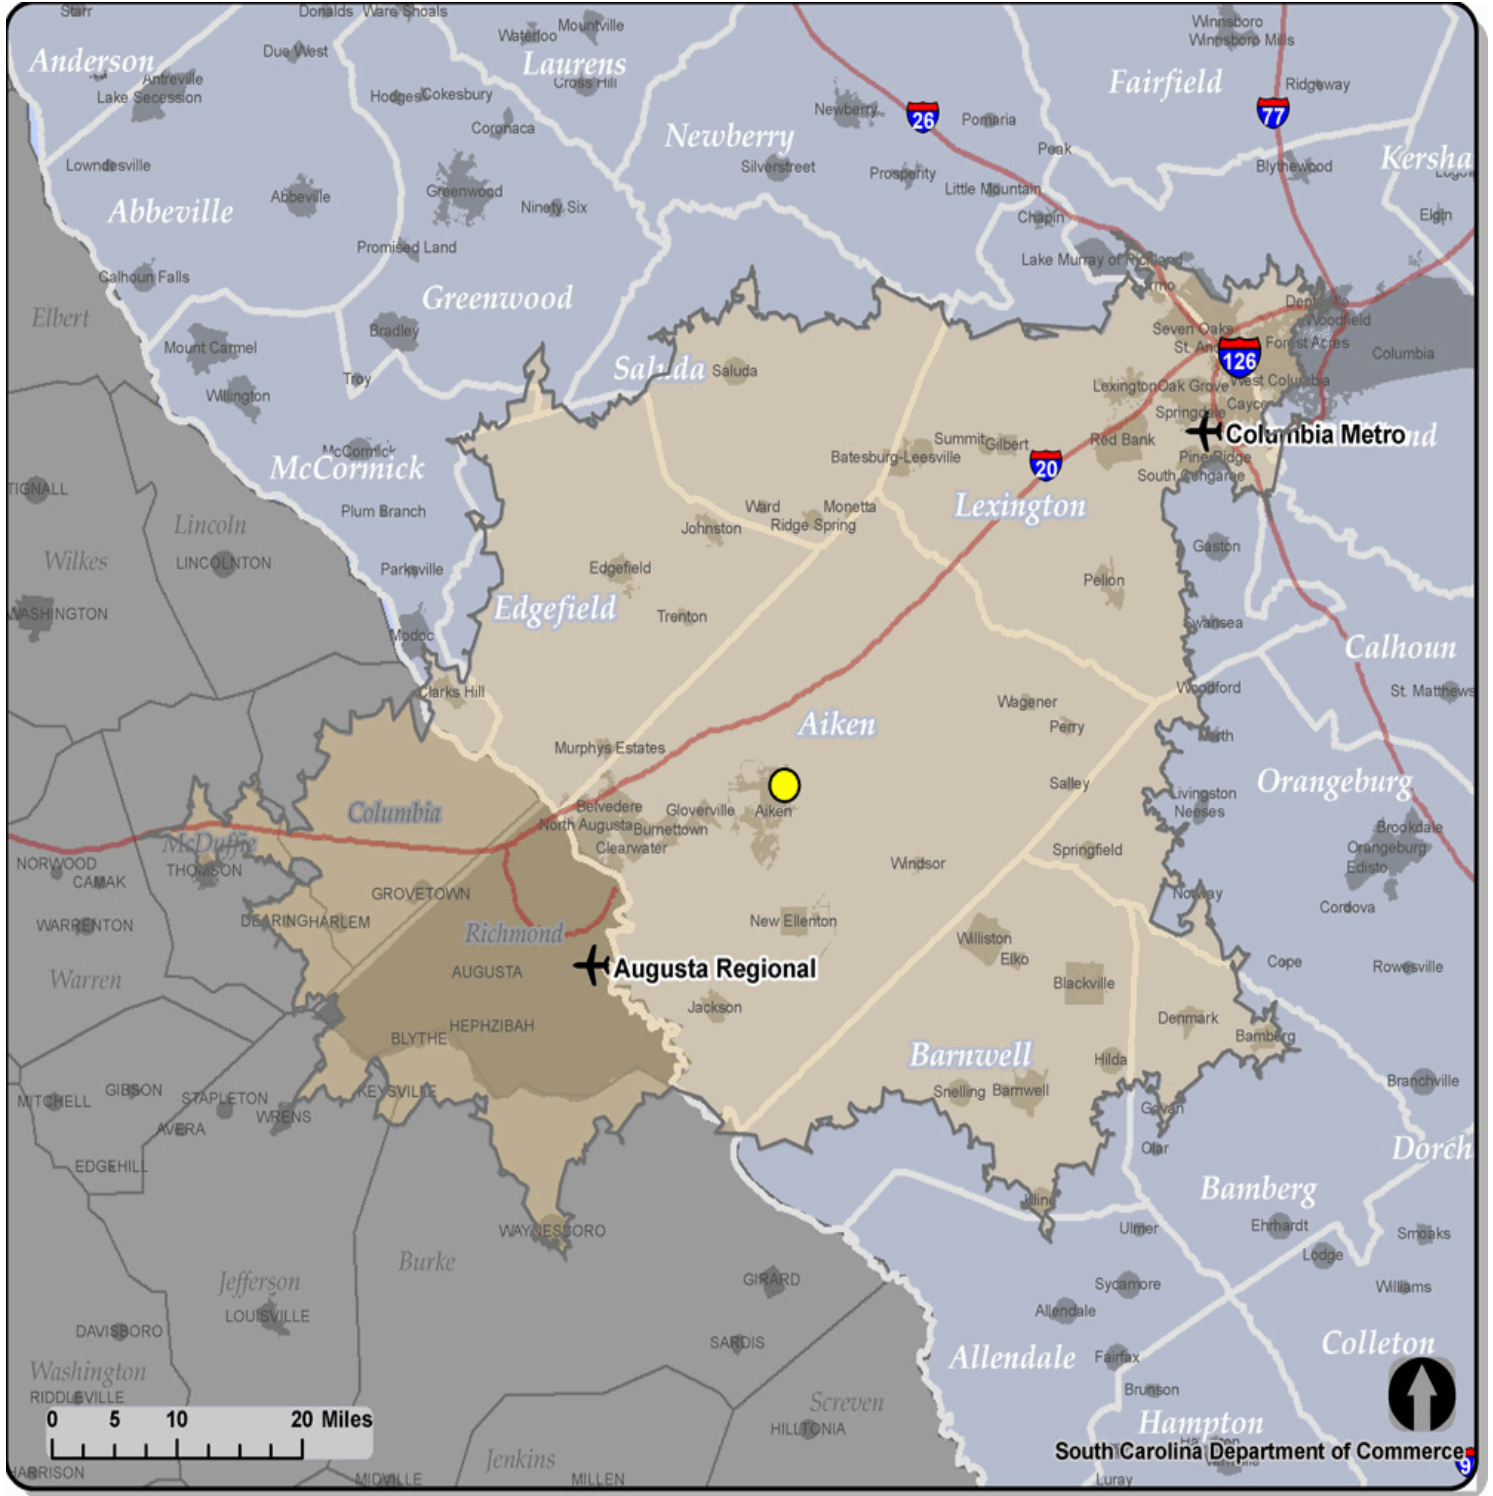 Starr
Donalds
Ware Shoals
Anderson
Due West
Waterloo
Mountville
Laurens
Cross Hill
Winnsboro
Winnsboro Mills
Fairfield
Ridgeway
77
Antreville
Lake Secession
Hodges
Cokesbury
Coronaca
Newberry
26
Pomaria
Newberry
Silverstreet
Prosperity
Little Mountain
Peak
Blythewood
Kersha
Elgin
Lowndesville
Abbeville
Abbeville
Greenwood
Ninety Six
Chapin
Promised Land
Calhoun Falls
Lake Murray of Richland
Irmo
Greenwood
Elbert
Bradley
Mount Carmel
Seven Oaks
Woodfield
Forest Acres
126
Columbia
Saluda
Saluda
Troy
Willington
Lexington
Oak Grove
West Columbia
Springdale
Columbia Metro
McCormick
McCormick
Summit
Gilbert
Red Bank
Batesburg-Leesville
20
Pine Ridge
South Congaree
TIGNALL
Plum Branch
Lincoln
Johnston
Ward
Ridge Spring
Monetta
Lexington
Gaston
Wilkes
LINCOLNTON
Parksville
Edgefield
Pelion
WASHINGTON
Edgefield
Trenton
Swansea
Modoc
Calhoun
St. Matthews
Clarks Hill
Woodford
Wagener
Perry
North
Aiken
Murphys Estates
Salley
Orangeburg
Livingston
Neeses
Columbia
Belvedere
Gloverville
Aiken
North Augusta
Burnettown
Clearwater
Brookdale
Orangeburg
Edisto
McDuffie
THOMSON
NORWOOD
CAMAK
Windsor
Springfield
GROVETOWN
Norway
Cordova
WARRENTON
DEARING
HARLEM
Richmond
New Ellenton
Williston
Elko
Cope
Rowesville
Warren
AUGUSTA
Augusta Regional
Blackville
Jackson
Denmark
Bamberg
BLYTHE
HEPHZIBAH
Barnwell
Hilda
Snelling
Barnwell
Branchville
MITCHELL
GIBSON
STAPLETON
WRENS
KEYSVILLE
AVERA
Govan
Olar
EDGEHILL
Dorch
Bamberg
Kline
WAYNESBORO
Ulmer
Ehrhardt
Smoaks
Lodge
Burke
Jefferson
LOUISVILLE
GIRARD
Sycamore
Williams
Allendale
DAVISBORO
SARDIS
Allendale
Fairfax
Colleton
Washington
RIDDLEVILLE
Brunson
Screven
HILLTONIA
Hampton
0 5 10 20 Miles
South Carolina Department of Commerce
Jenkins
MIDVILLE
MILLEN
Luray